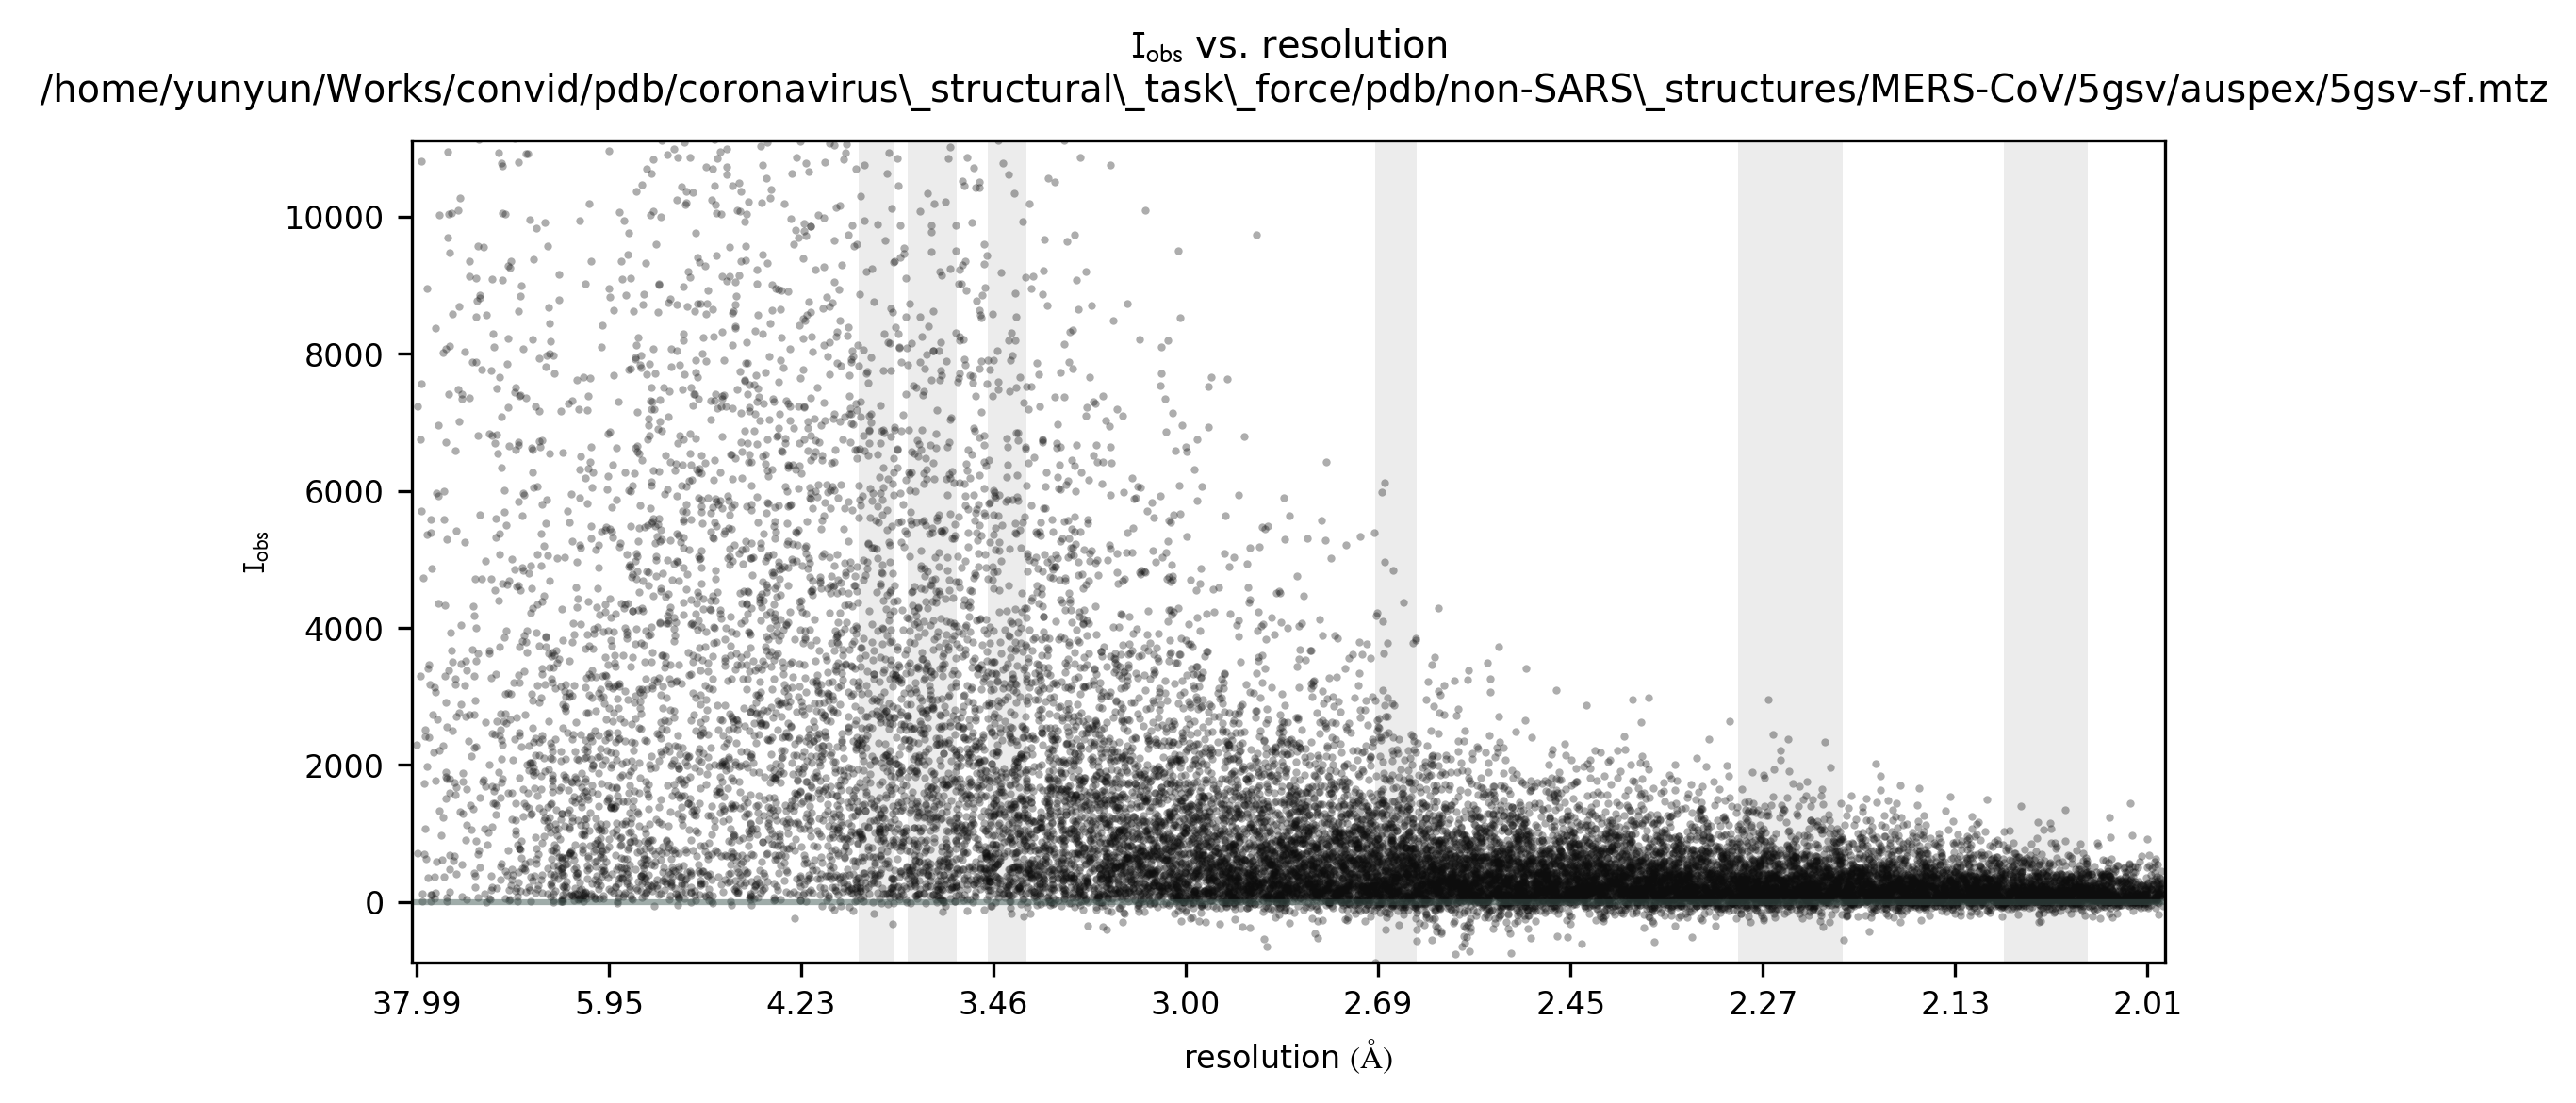 I_obs vs. resolution
/home/yunyun/Works/convid/pdb/coronavirus\_structural\_task\_force/pdb/non-SARS\_structures/MERS-CoV/5gsv/auspex/5gsv-sf.mtz
10000
8000
6000
4000
2000
0
I_obs
37.99 5.95 4.23 3.46 3.00 2.69 2.45 2.27 2.13 2.01
resolution (Å)